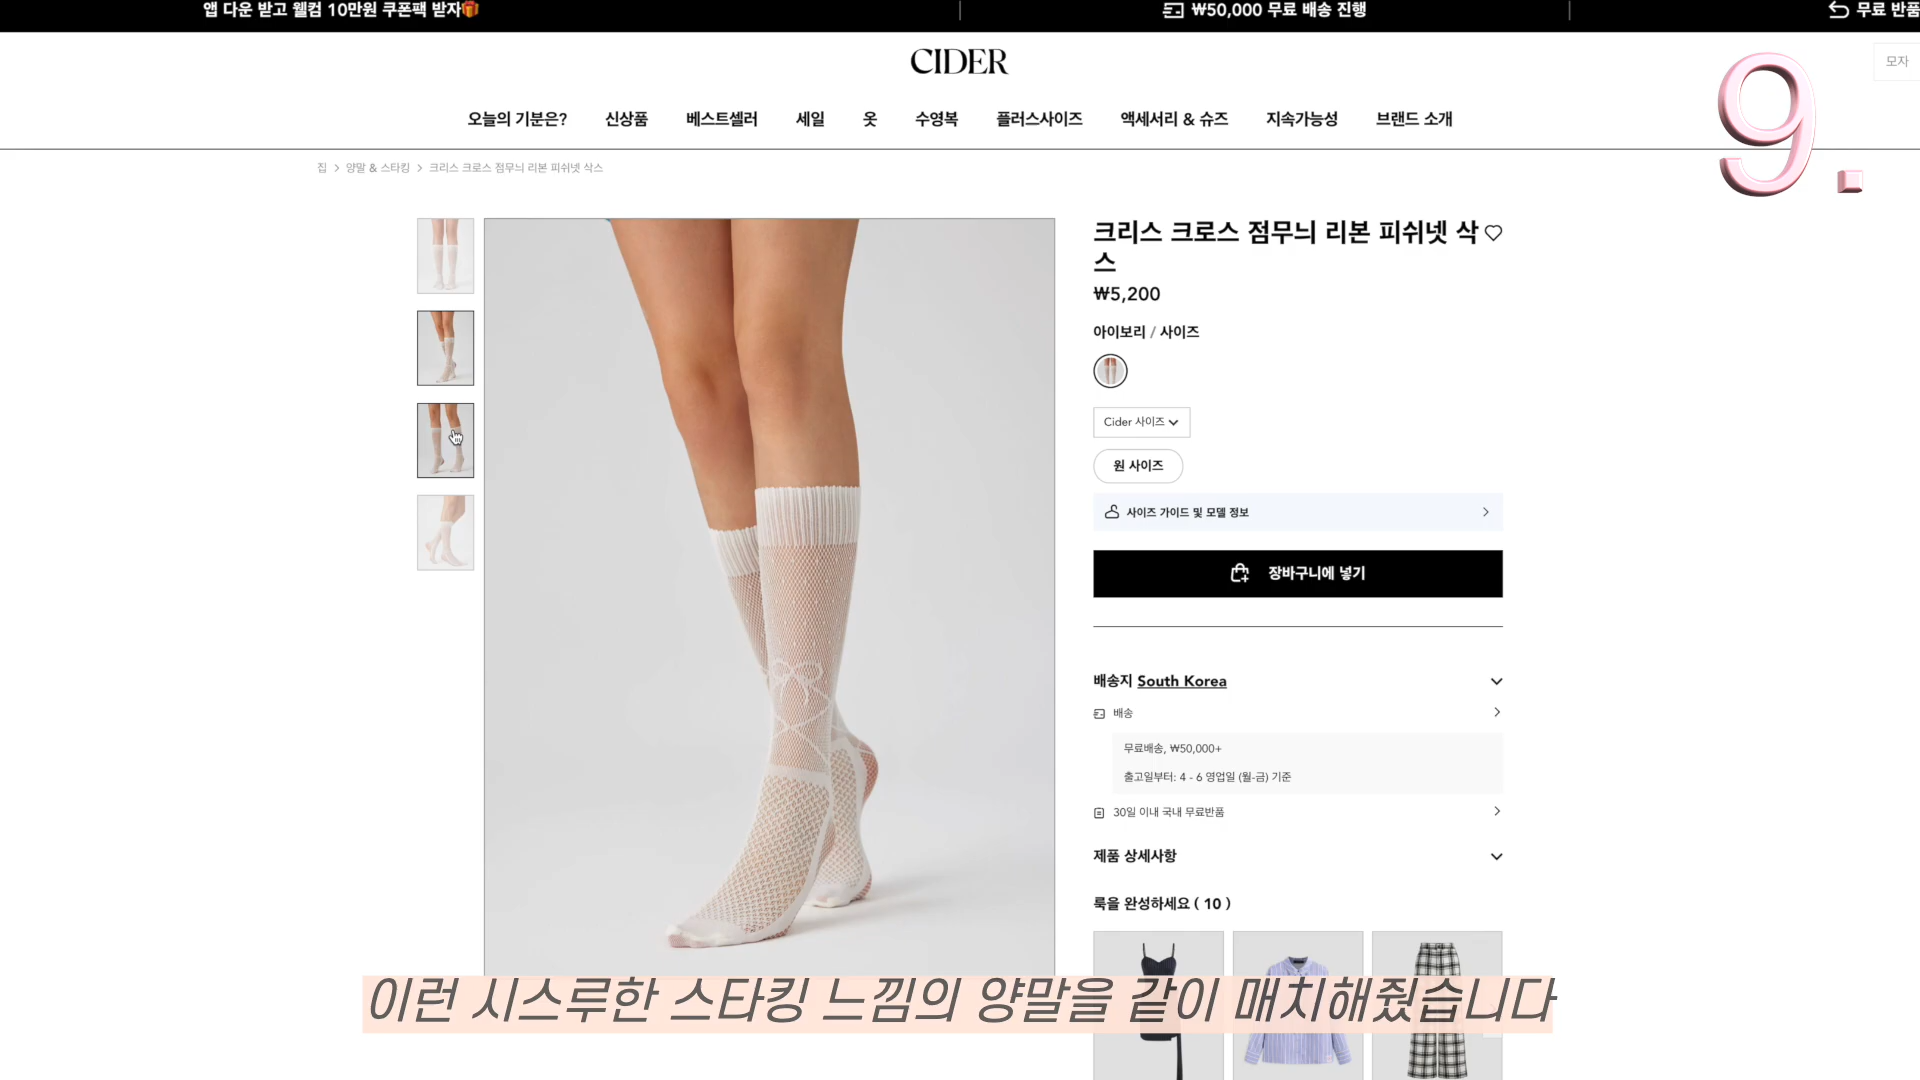 앱 다운 받고 웰컴 10만원 쿠폰팩 받자🎁
₩50,000 무료 배송 진행
무료 반품
CIDER
모자
9.
오늘의 기분은? 신상품 베스트셀러 세일 옷 수영복 플러스사이즈 액세서리 & 슈즈 지속가능성 브랜드 소개
집 > 양말 & 스타킹 > 크리스 크로스 점무늬 리본 피쉬넷 삭스
크리스 크로스 점무늬 리본 피쉬넷 삭
스
₩5,200
아이보리 / 사이즈
Cider 사이즈
원 사이즈
사이즈 가이드 및 모델 정보
장바구니에 넣기
배송지 South Korea
배송
무료배송, ₩50,000+
출고일부터: 4 - 6 영업일 (월-금) 기준
30일 이내 국내 무료반품
제품 상세사항
룩을 완성하세요 ( 10 )
이런 시스루한 스타킹 느낌의 양말을 같이 매치해줬습니다